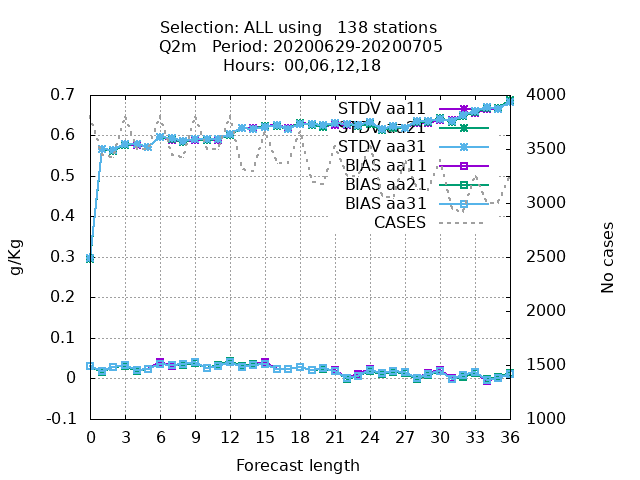 Selection: ALL using   138 stations
Q2m   Period: 20200629-20200705
Hours:  00,06,12,18
0.7
0.6
0.5
0.4
0.3
0.2
0.1
0
-0.1
g/Kg
STDV aa11
STDV aa21
STDV aa31
BIAS aa11
BIAS aa21
BIAS aa31
CASES
4000
3500
3000
2500
2000
1500
1000
No cases
0 3 6 9 12 15 18 21 24 27 30 33 36
Forecast length